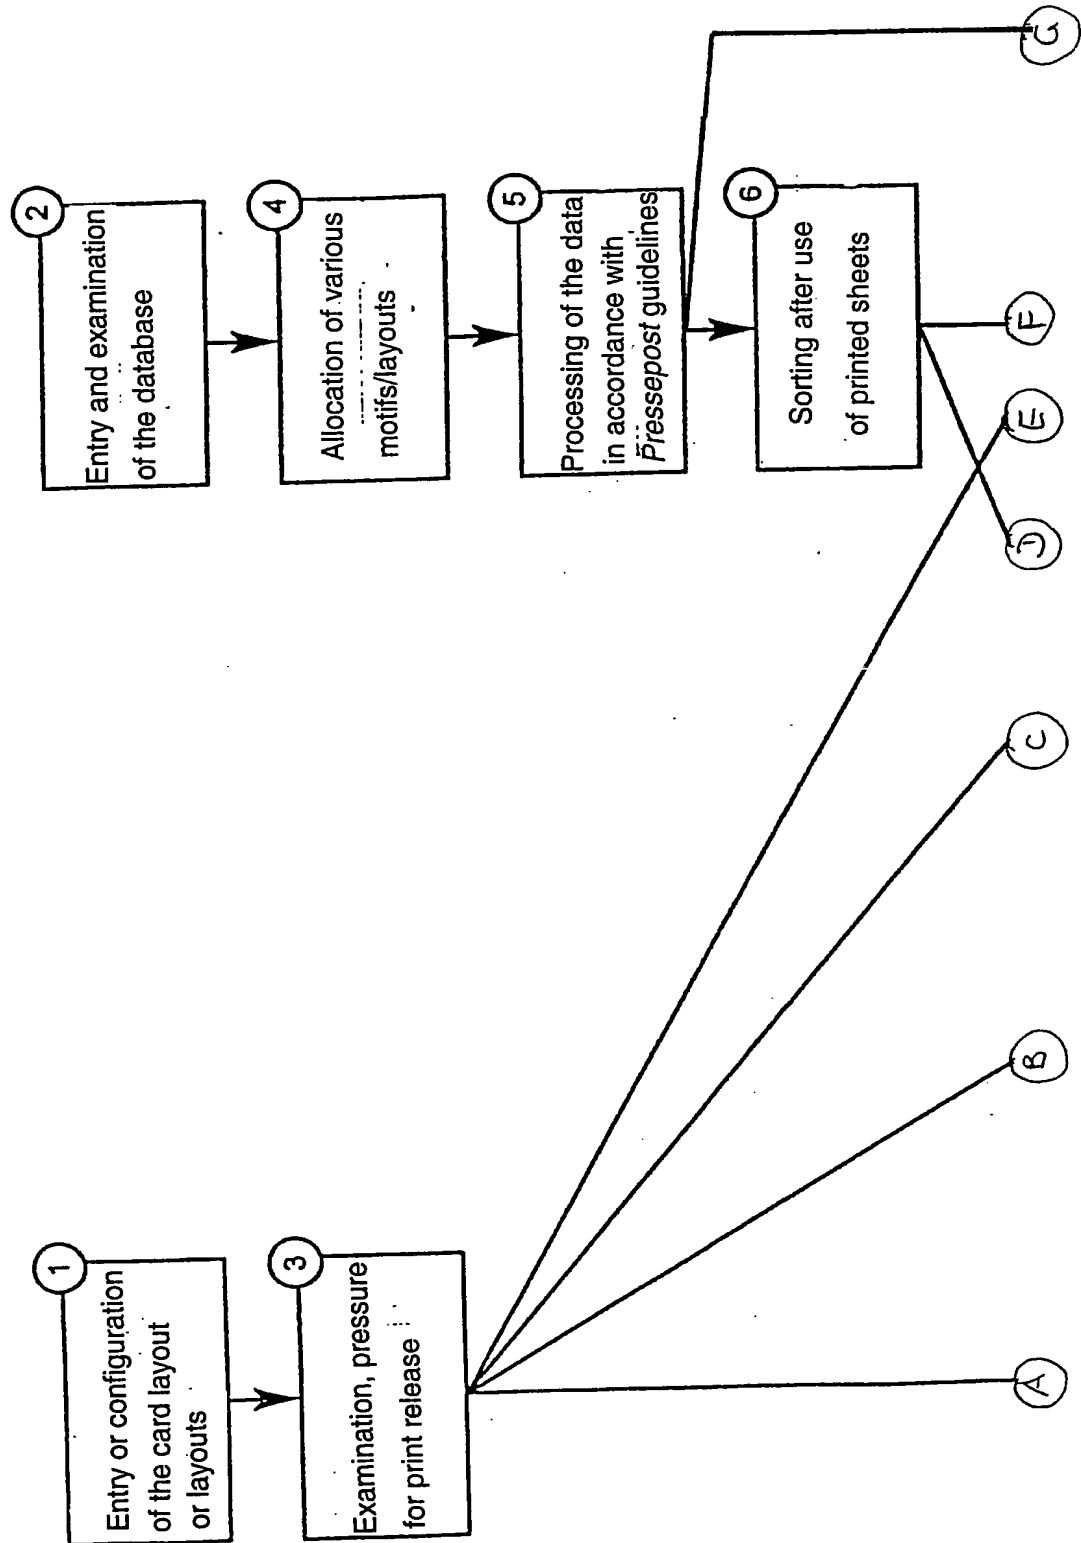 1
Entry or configuration
of the card layout
or layouts
3
Examination, pressure
for print release
2
Entry and examination
of the database
4
Allocation of various
motifs/layouts
5
Processing of the data
in accordance with
Pressepost guidelines
6
Sorting after use
of printed sheets
A
B
C
D
E
F
G